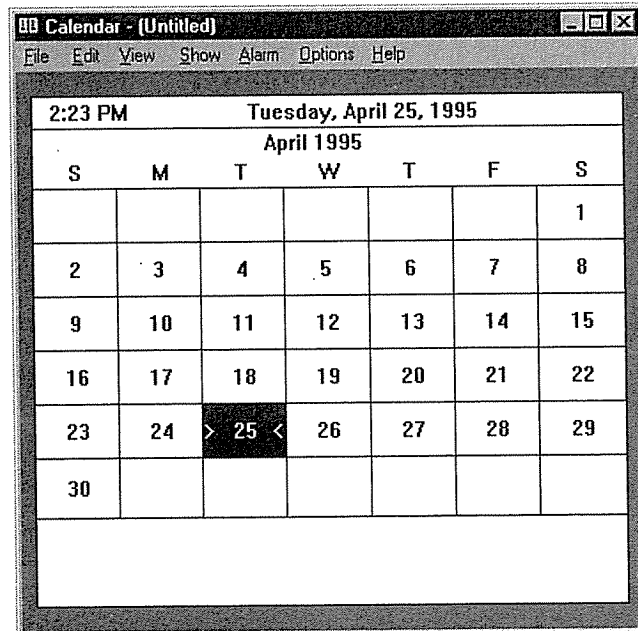 Calendar - (Untitled)
File Edit View Show Alarm Options Help
2:23 PM Tuesday, April 25, 1995
April 1995
S M T W T F S
1
2 3 4 5 6 7 8
9 10 11 12 13 14 15
16 17 18 19 20 21 22
23 24 > 25 < 26 27 28 29
30